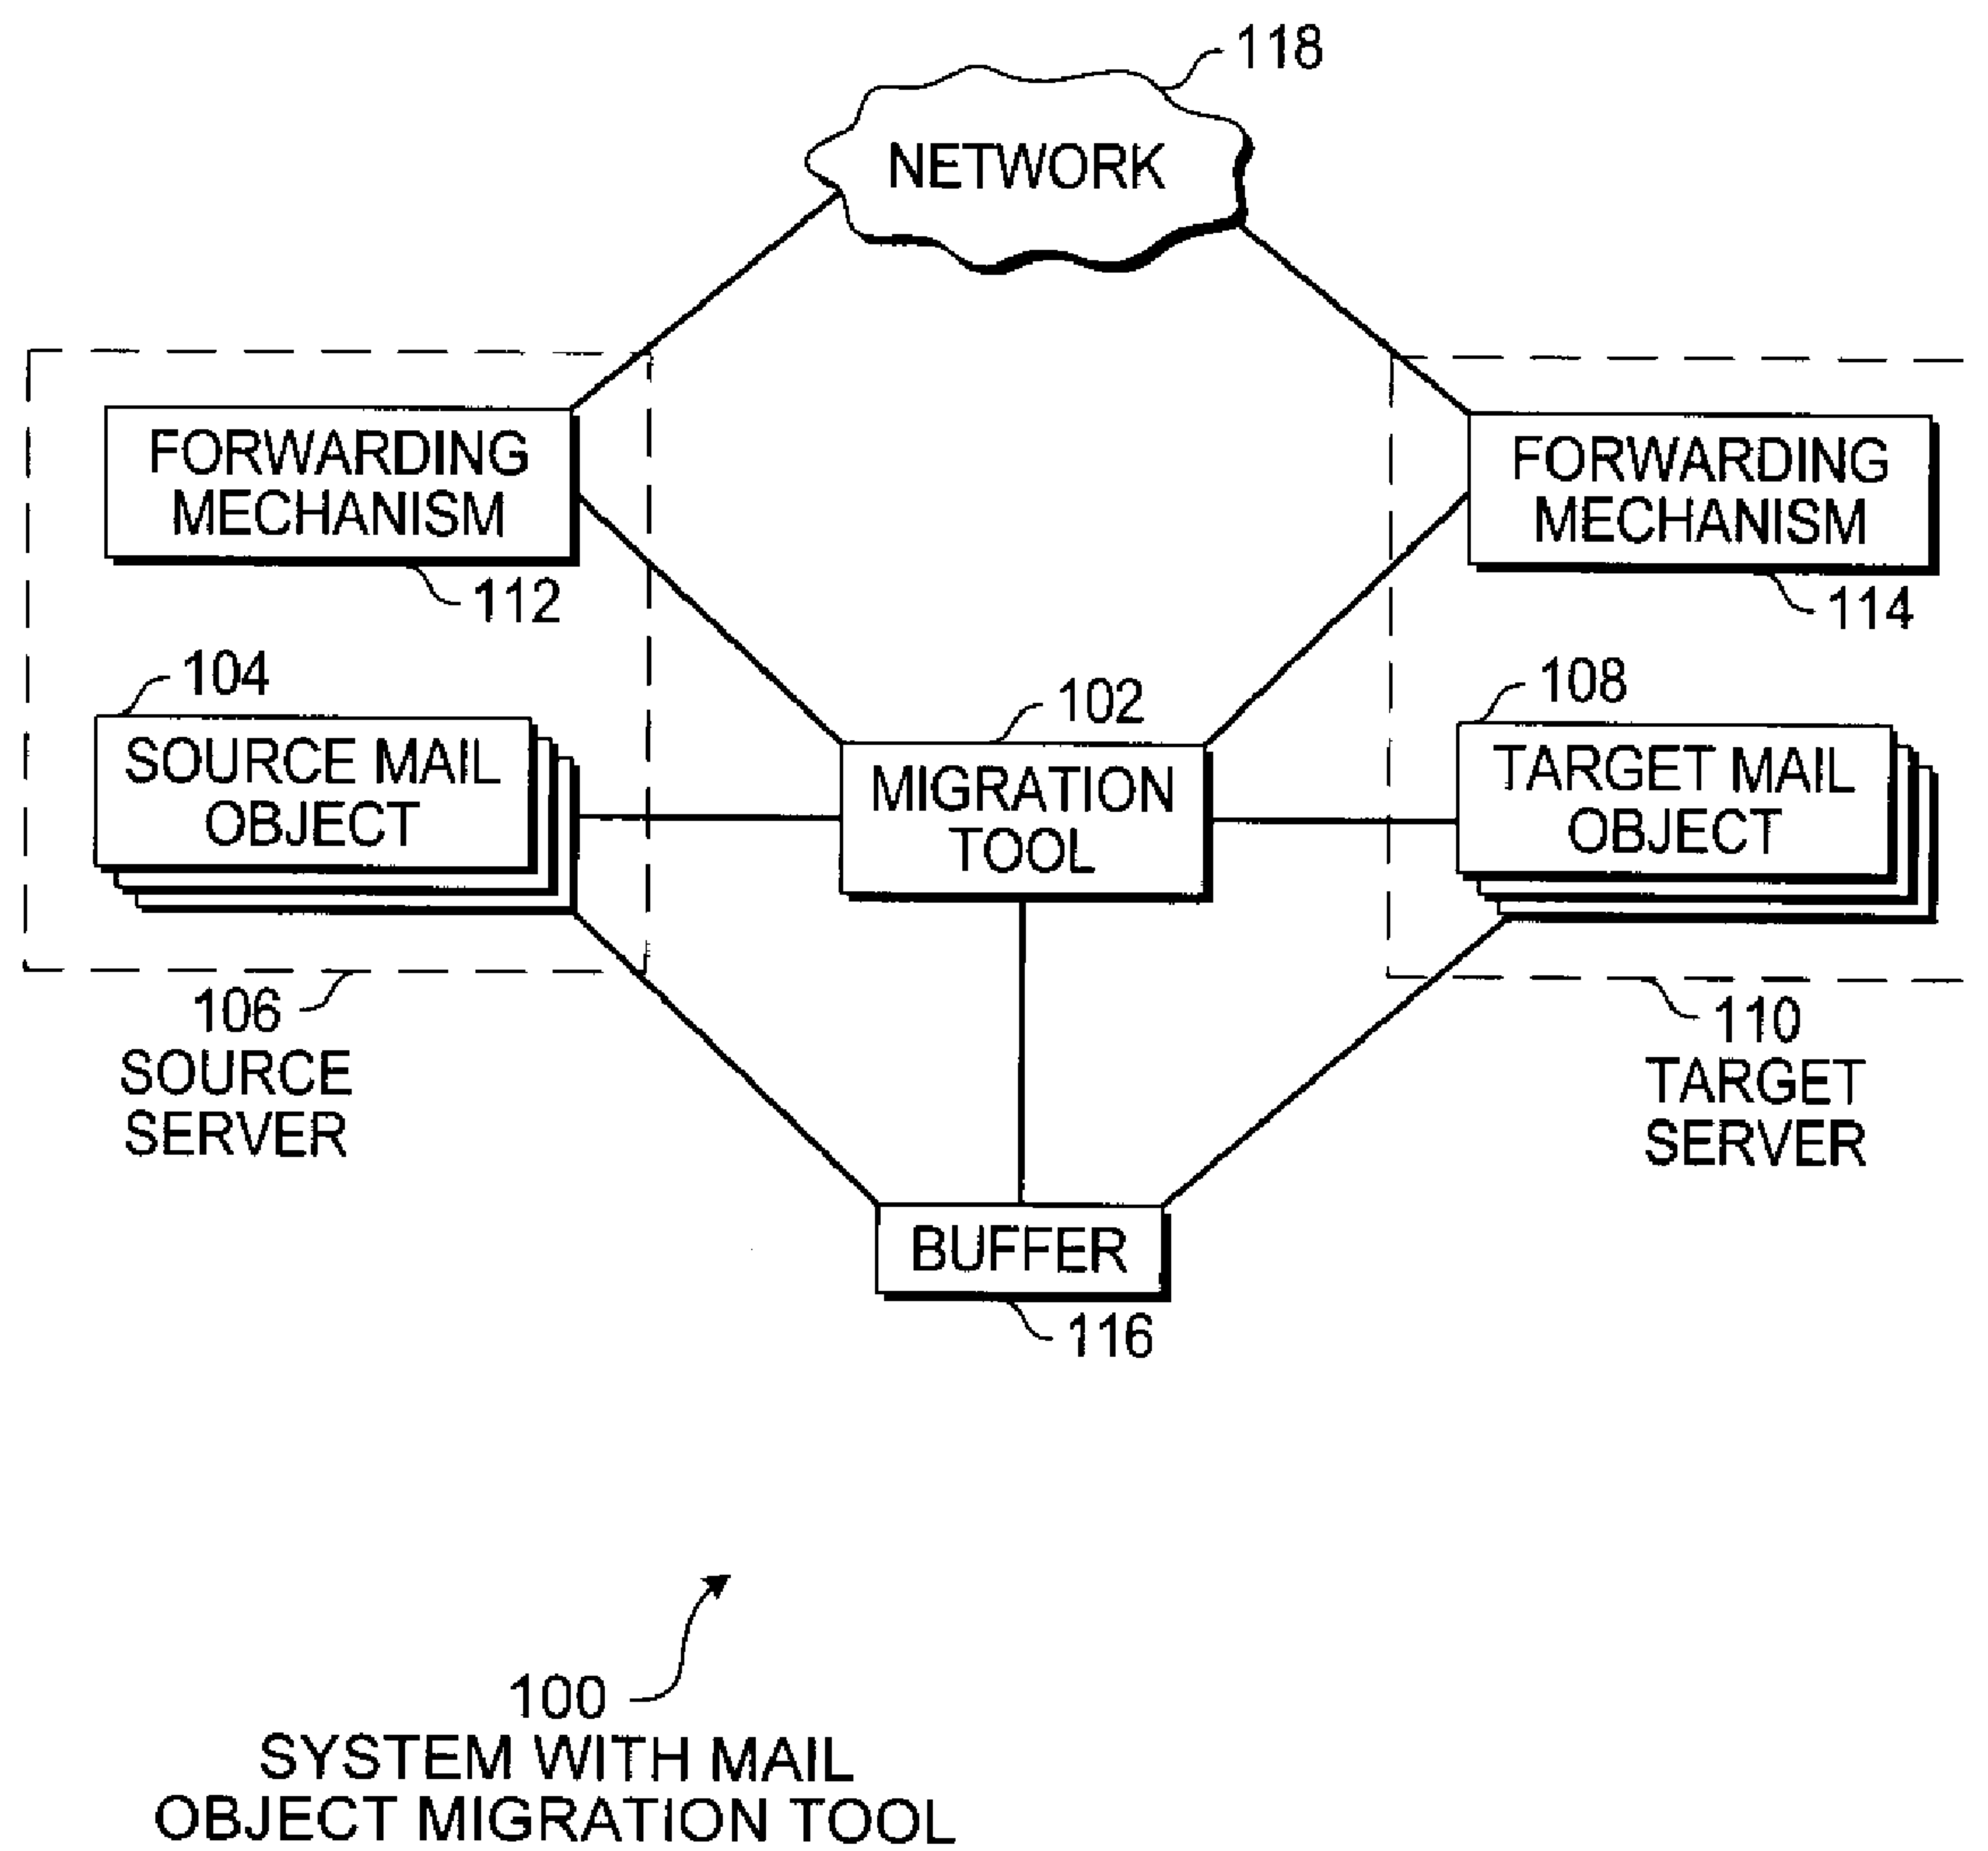 118
NETWORK
FORWARDING
MECHANISM
112
FORWARDING
MECHANISM
114
104
SOURCE MAIL
OBJECT
102
MIGRATION
TOOL
108
TARGET MAIL
OBJECT
106
SOURCE
SERVER
110
TARGET
SERVER
BUFFER
116
100
SYSTEM WITH MAIL
OBJECT MIGRATION TOOL